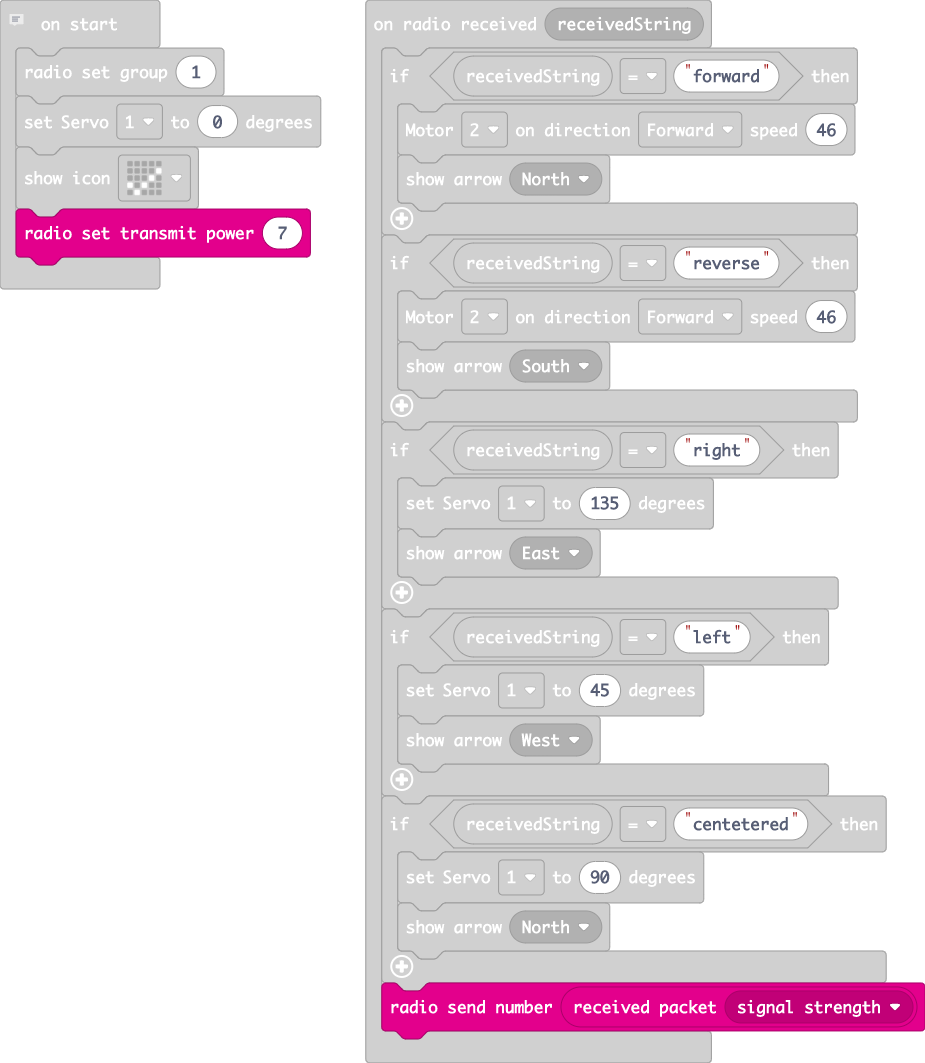 on start
radio set group 1
set Servo 1 to 0 degrees
show icon
radio set transmit power 7
on radio received receivedString
if receivedString = "forward" then
Motor 2 on direction Forward speed 46
show arrow North
if receivedString = "reverse" then
Motor 2 on direction Forward speed 46
show arrow South
if receivedString = "right" then
set Servo 1 to 135 degrees
show arrow East
if receivedString = "left" then
set Servo 1 to 45 degrees
show arrow West
if receivedString = "centetered" then
set Servo 1 to 90 degrees
show arrow North
radio send number received packet signal strength